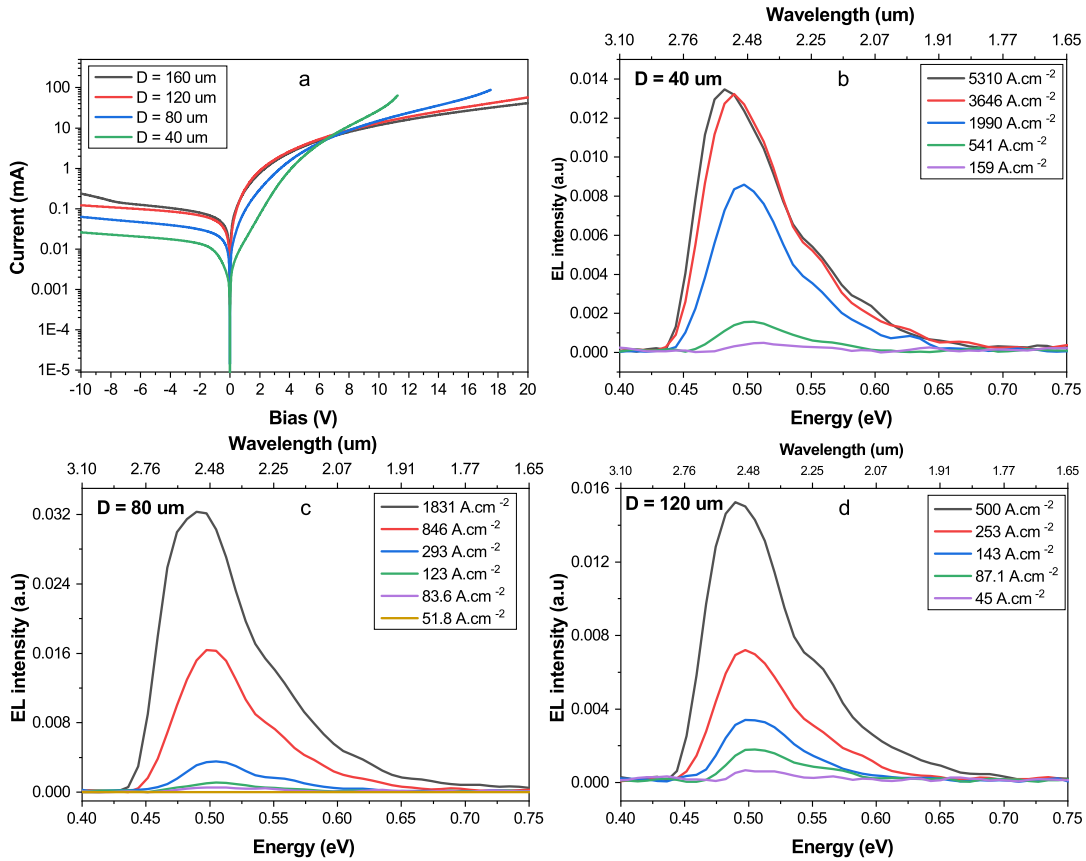 a
D = 160 um
D = 120 um
D = 80 um
D = 40 um
100
10
1
0.1
0.01
0.001
1E-4
1E-5
Current (mA)
-10 -8 -6 -4 -2 0 2 4 6 8 10 12 14 16 18 20
Bias (V)
Wavelength (um)
3.10 2.76 2.48 2.25 2.07 1.91 1.77 1.65
D = 40 um
b
5310 A.cm -2
3646 A.cm -2
1990 A.cm -2
541 A.cm -2
159 A.cm -2
0.014
0.012
0.010
0.008
0.006
0.004
0.002
0.000
EL intensity (a.u)
0.40 0.45 0.50 0.55 0.60 0.65 0.70 0.75
Energy (eV)
Wavelength (um)
3.10 2.76 2.48 2.25 2.07 1.91 1.77 1.65
D = 80 um
c
1831 A.cm -2
846 A.cm -2
293 A.cm -2
123 A.cm -2
83.6 A.cm -2
51.8 A.cm -2
0.032
0.024
0.016
0.008
0.000
EL intensity (a.u)
0.40 0.45 0.50 0.55 0.60 0.65 0.70 0.75
Energy (eV)
Wavelength (um)
3.10 2.76 2.48 2.25 2.07 1.91 1.77 1.65
D = 120 um
d
500 A.cm -2
253 A.cm -2
143 A.cm -2
87.1 A.cm -2
45 A.cm -2
0.016
0.012
0.008
0.004
0.000
EL intensity (a.u)
0.40 0.45 0.50 0.55 0.60 0.65 0.70 0.75
Energy (eV)